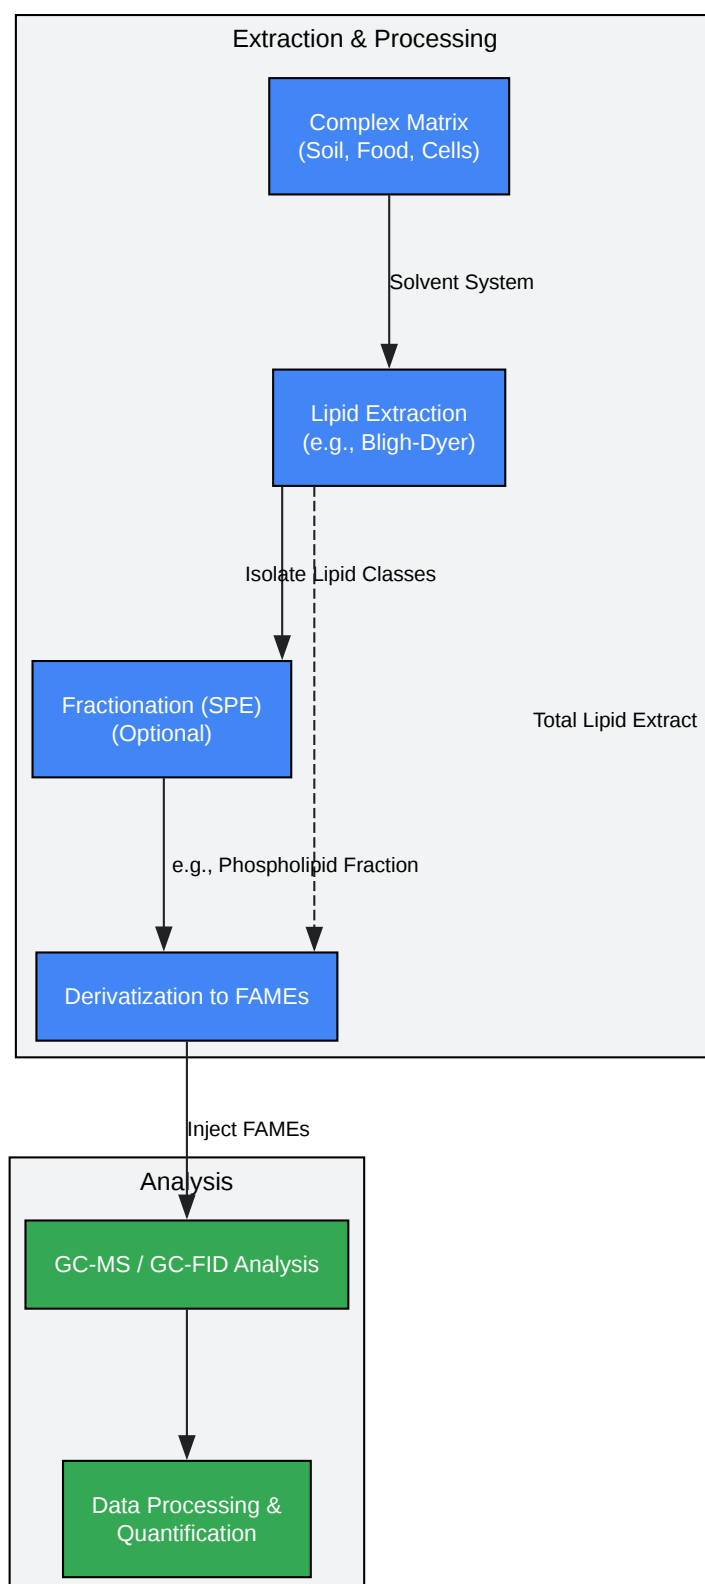 Extraction & Processing
Complex Matrix
(Soil, Food, Cells)
Solvent System
Lipid Extraction
(e.g., Bligh-Dyer)
Isolate Lipid Classes
Fractionation (SPE)
(Optional)
Total Lipid Extract
e.g., Phospholipid Fraction
Derivatization to FAMEs
Inject FAMEs
Analysis
GC-MS / GC-FID Analysis
Data Processing &
Quantification